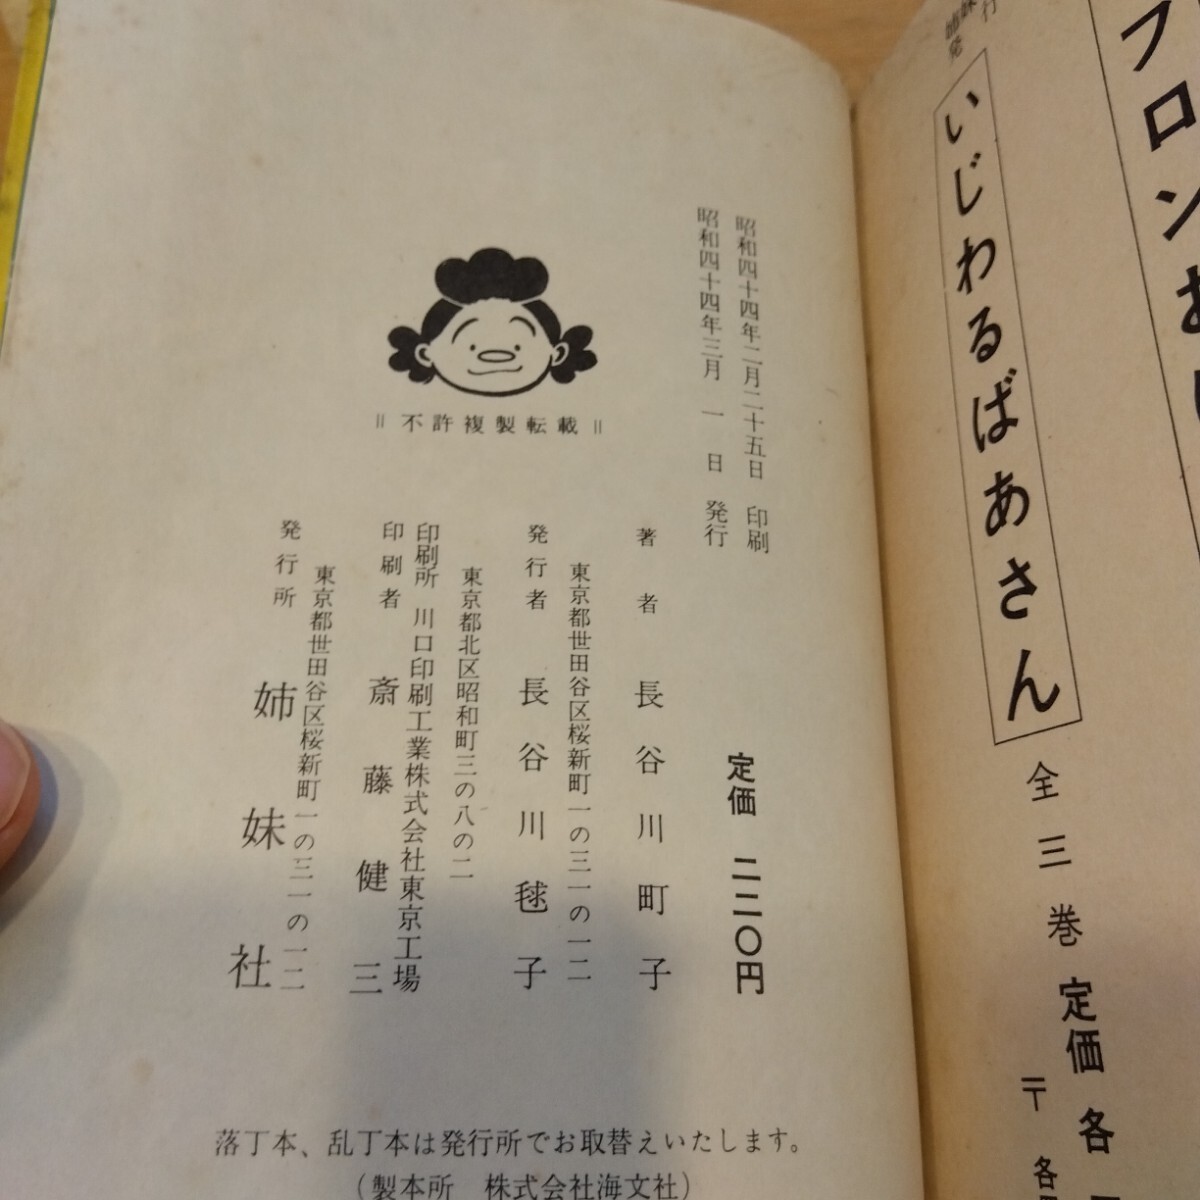 姉妹
発行
フロンお
いじわるばあさん
全三巻 定価 各
〒 各
昭和四十四年二月二十五日 印刷
昭和四十四年三月一日 発行
定価 二二〇円
=不許複製転載=
著者 長谷川町子
東京都世田谷区桜新町一の三一の一二
発行者 長谷川毬子
東京都北区昭和町三の八の二
印刷所 川口印刷工業株式会社東京工場
印刷者 斎藤健三
東京都世田谷区桜新町一の三一の一二
発行所 姉妹社
落丁本、乱丁本は発行所でお取替えいたします。
(製本所 株式会社海文社)